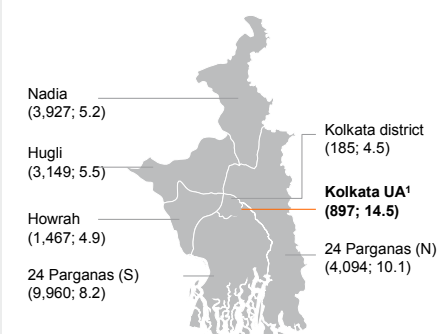 Nadia
(3,927; 5.2)
Hugli
(3,149; 5.5)
Howrah
(1,467; 4.9)
24 Parganas (S)
(9,960; 8.2)
Kolkata district
(185; 4.5)
Kolkata UA¹
(897; 14.5)
24 Parganas (N)
(4,094; 10.1)